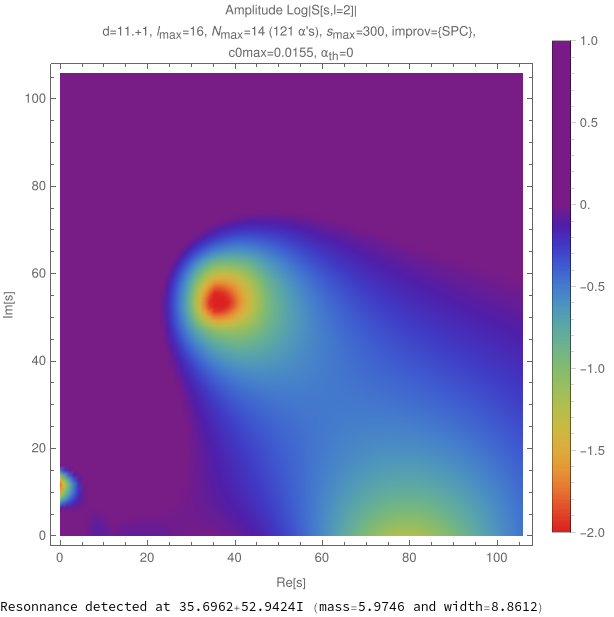 Amplitude Log|S[s,l=2]|
d=11.+1, lmax=16, Nmax=14 (121 α's), smax=300, improv={SPC},
c0max=0.0155, αth=0
1.0
0.5
0.
-0.5
-1.0
-1.5
-2.0
100
80
60
40
20
0
Im[s]
0 20 40 60 80 100
Re[s]
Resonnance detected at 35.6962+52.9424I (mass=5.9746 and width=8.8612)